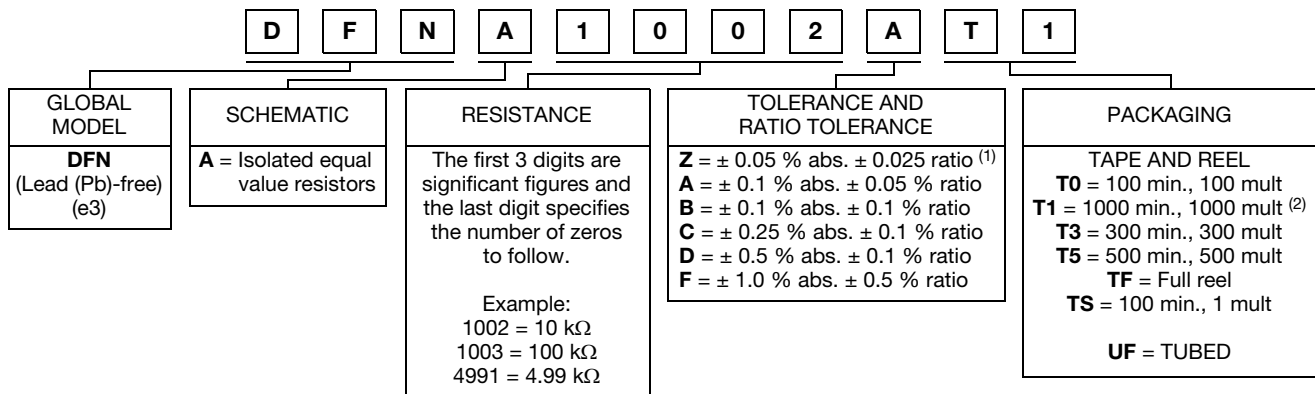 D F N A 1 0 0 2 A T 1
GLOBAL
MODEL
DFN
(Lead (Pb)-free)
(e3)
SCHEMATIC
A = Isolated equal
value resistors
RESISTANCE
The first 3 digits are
significant figures and
the last digit specifies
the number of zeros
to follow.
Example:
1002 = 10 kΩ
1003 = 100 kΩ
4991 = 4.99 kΩ
TOLERANCE AND
RATIO TOLERANCE
Z = ± 0.05 % abs. ± 0.025 ratio (1)
A = ± 0.1 % abs. ± 0.05 % ratio
B = ± 0.1 % abs. ± 0.1 % ratio
C = ± 0.25 % abs. ± 0.1 % ratio
D = ± 0.5 % abs. ± 0.1 % ratio
F = ± 1.0 % abs. ± 0.5 % ratio
PACKAGING
TAPE AND REEL
T0 = 100 min., 100 mult
T1 = 1000 min., 1000 mult (2)
T3 = 300 min., 300 mult
T5 = 500 min., 500 mult
TF = Full reel
TS = 100 min., 1 mult
UF = TUBED